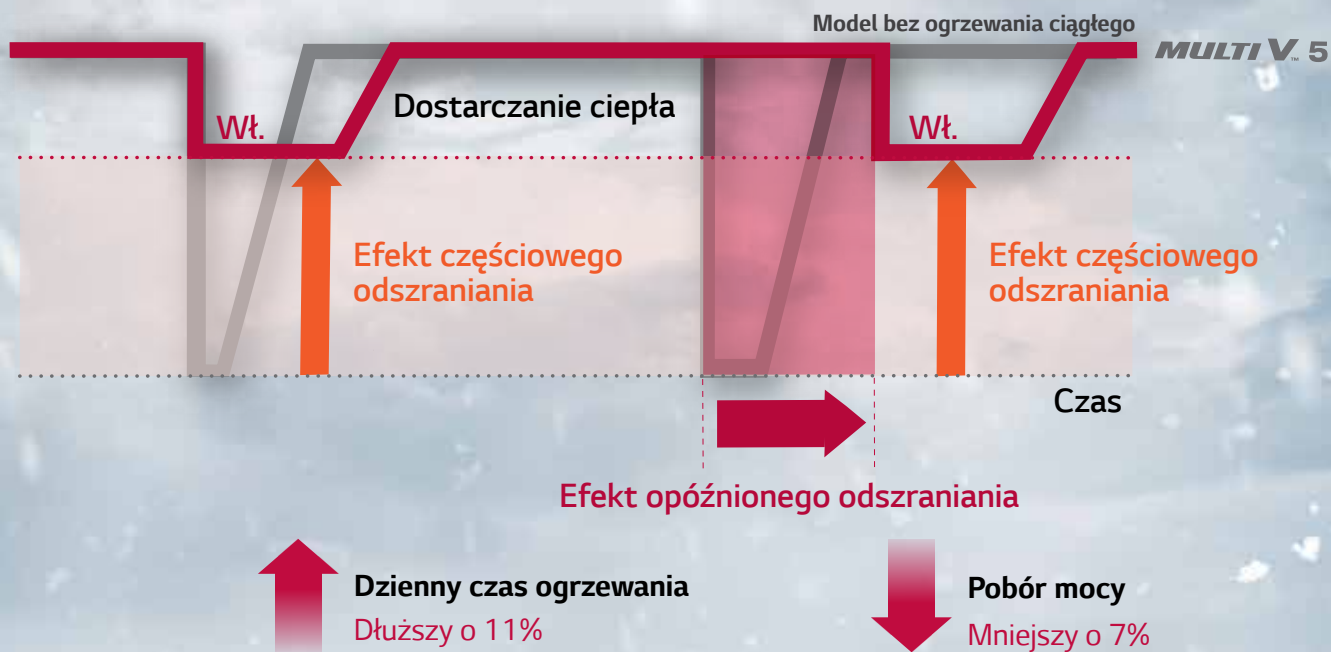 Model bez ogrzewania ciągłego
MULTI V™ 5
Wł.
Dostarczanie ciepła
Wł.
Efekt częściowego
odszraniania
Efekt częściowego
odszraniania
Czas
Efekt opóźnionego odszraniania
Dzienny czas ogrzewania
Dłuższy o 11%
Pobór mocy
Mniejszy o 7%